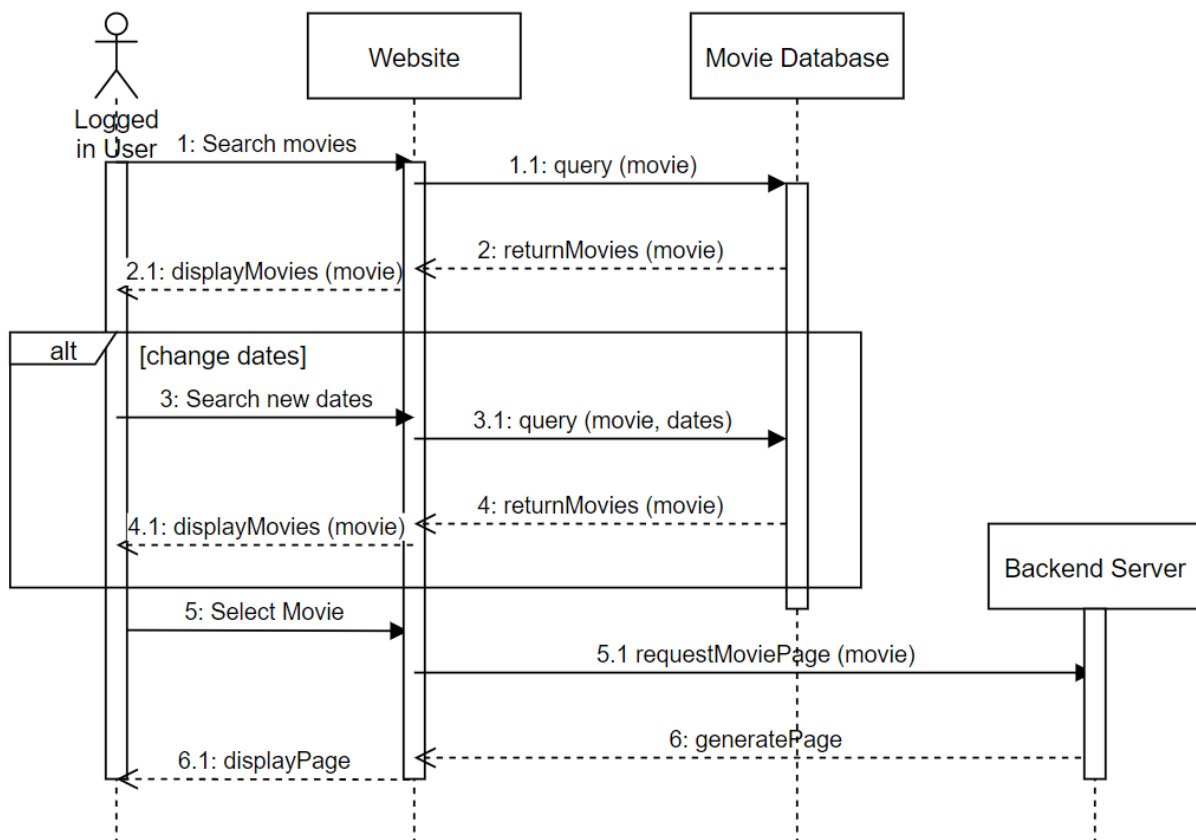 Website
Movie Database
Logged
in User
1: Search movies
1.1: query (movie)
2: returnMovies (movie)
2.1: displayMovies (movie)
alt
[change dates]
3: Search new dates
3.1: query (movie, dates)
4: returnMovies (movie)
4.1: displayMovies (movie)
Backend Server
5: Select Movie
5.1 requestMoviePage (movie)
6: generatePage
6.1: displayPage